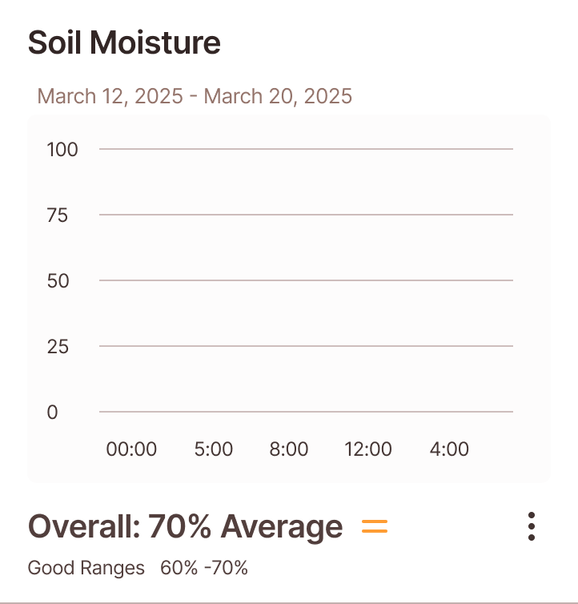 Soil Moisture
March 12, 2025 - March 20, 2025
100
75
50
25
0
00:00 5:00 8:00 12:00 4:00
Overall: 70% Average =
Good Ranges 60% -70%